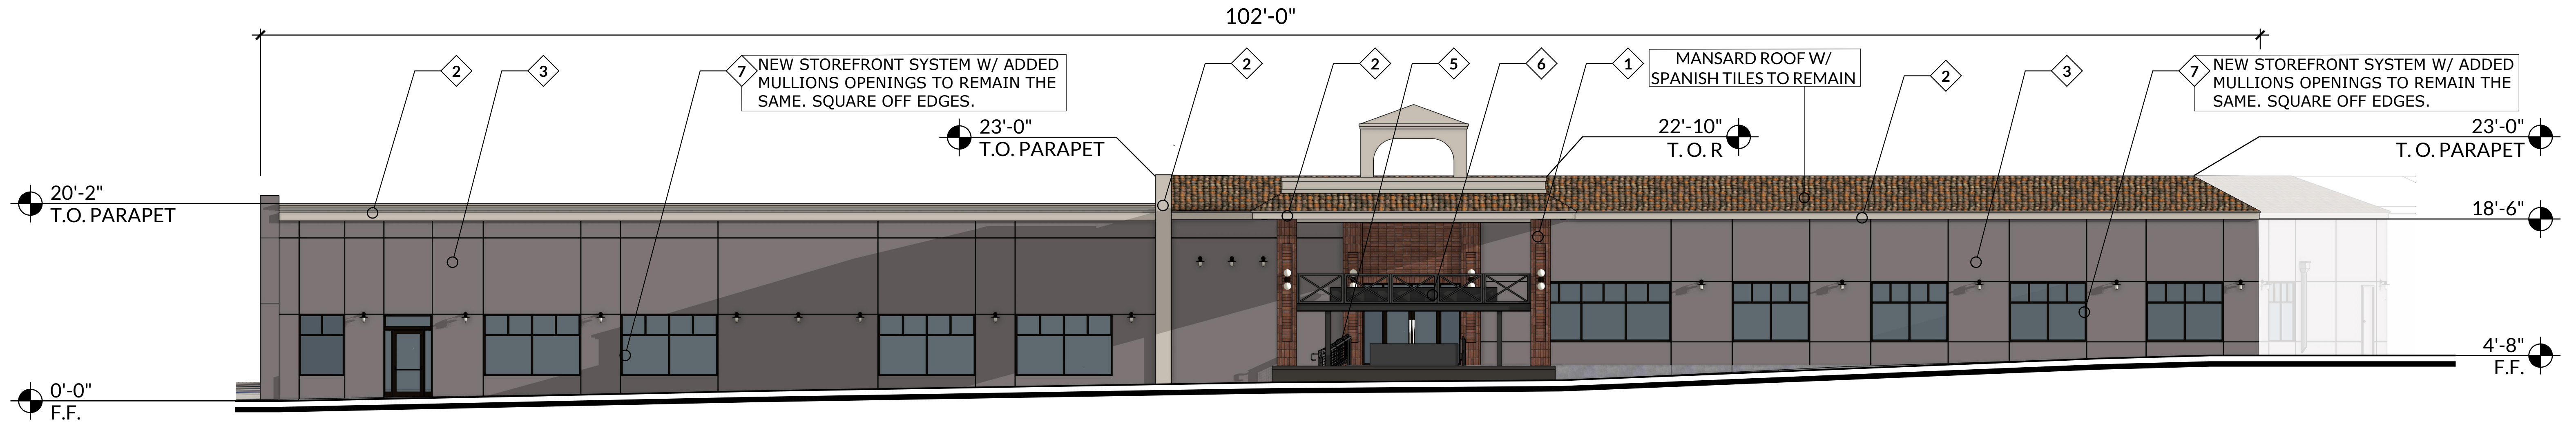 102'-0"
2
3
7
NEW STOREFRONT SYSTEM W/ ADDED
MULLIONS OPENINGS TO REMAIN THE
SAME. SQUARE OFF EDGES.
2
2
5
6
1
MANSARD ROOF W/
SPANISH TILES TO REMAIN
2
3
7
NEW STOREFRONT SYSTEM W/ ADDED
MULLIONS OPENINGS TO REMAIN THE
SAME. SQUARE OFF EDGES.
23'-0"
T.O. PARAPET
22'-10"
T. O. R
23'-0"
T. O. PARAPET
20'-2"
T.O. PARAPET
18'-6"
4'-8"
F.F.
0'-0"
F.F.